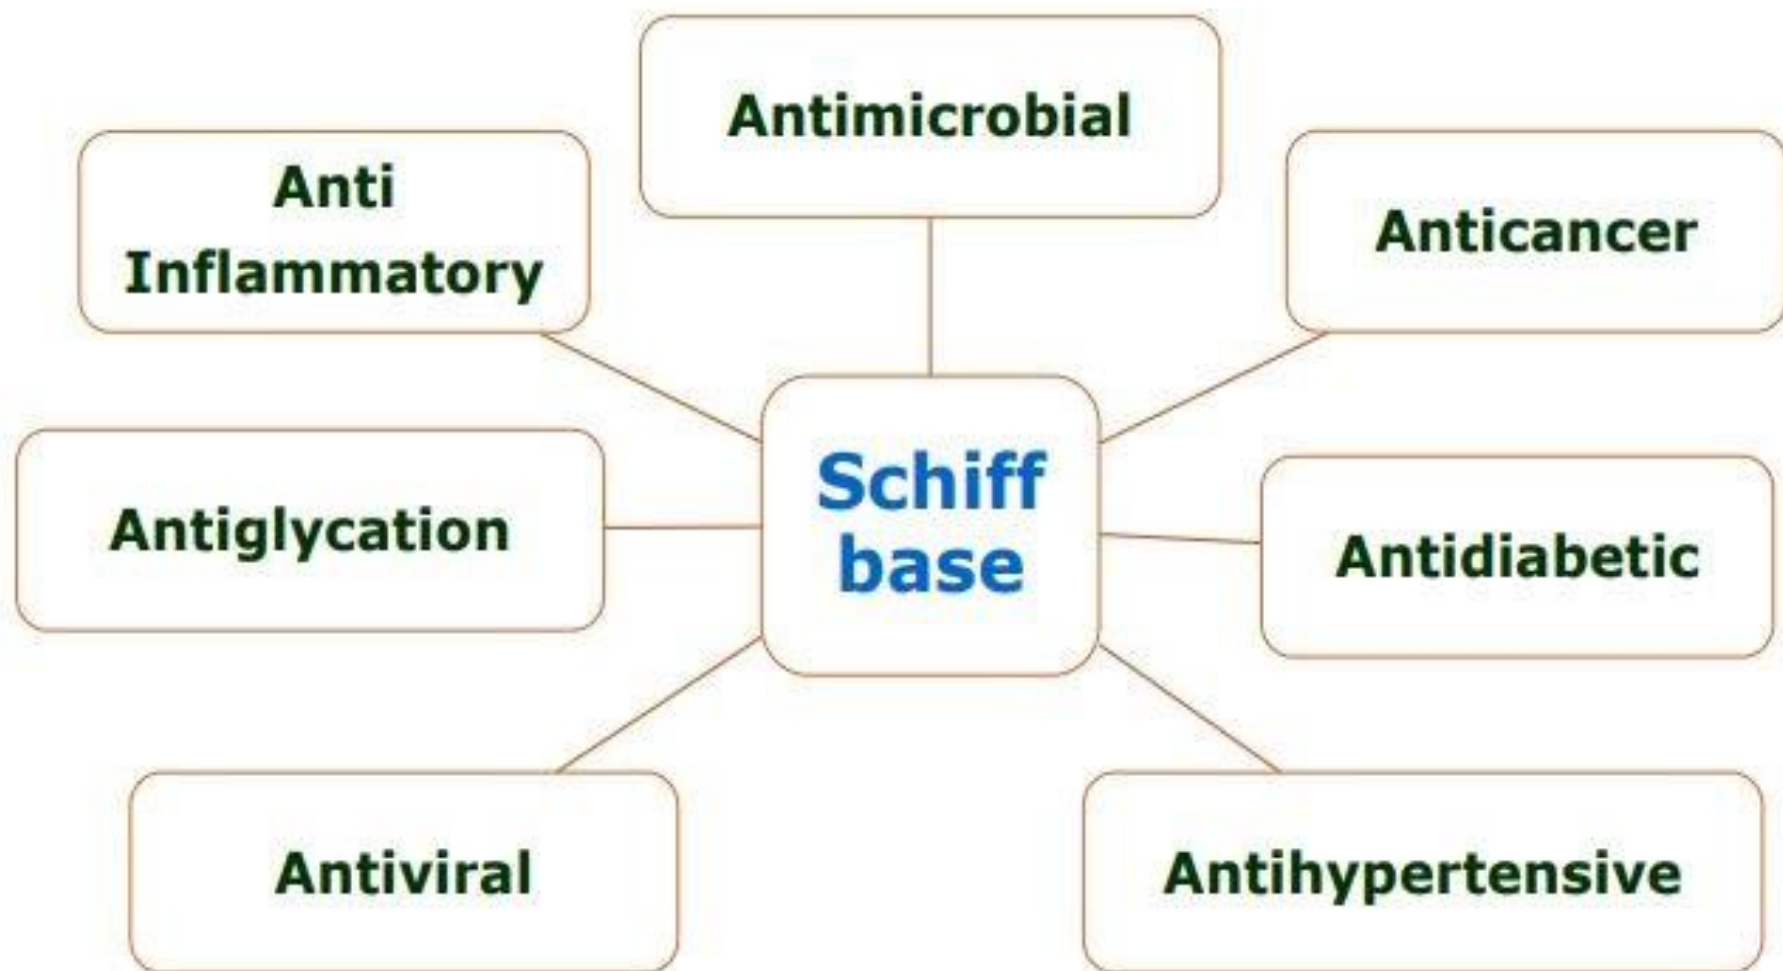 Antimicrobial
Anti
Inflammatory
Anticancer
Schiff
base
Antiglycation
Antidiabetic
Antiviral
Antihypertensive